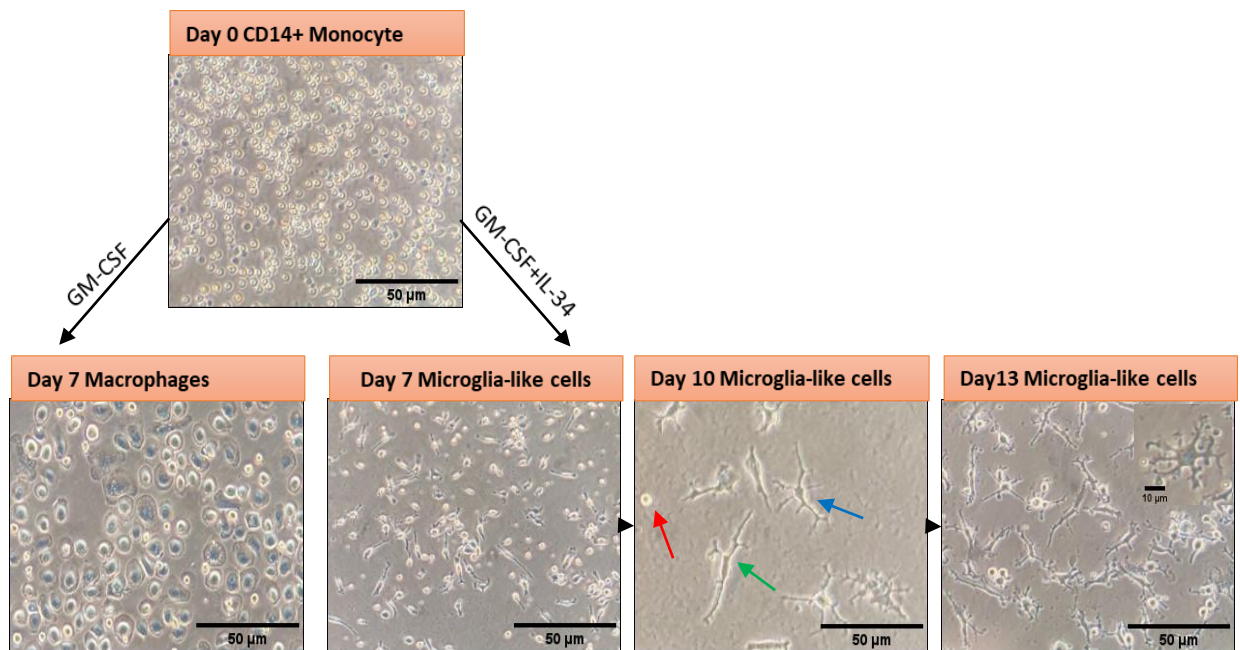 Day 0 CD14+ Monocyte
50 µm
GM-CSF
GM-CSF+IL-34
Day 7 Macrophages
Day 7 Microglia-like cells
Day 10 Microglia-like cells
Day13 Microglia-like cells
10 µm
50 µm
50 µm
50 µm
50 µm